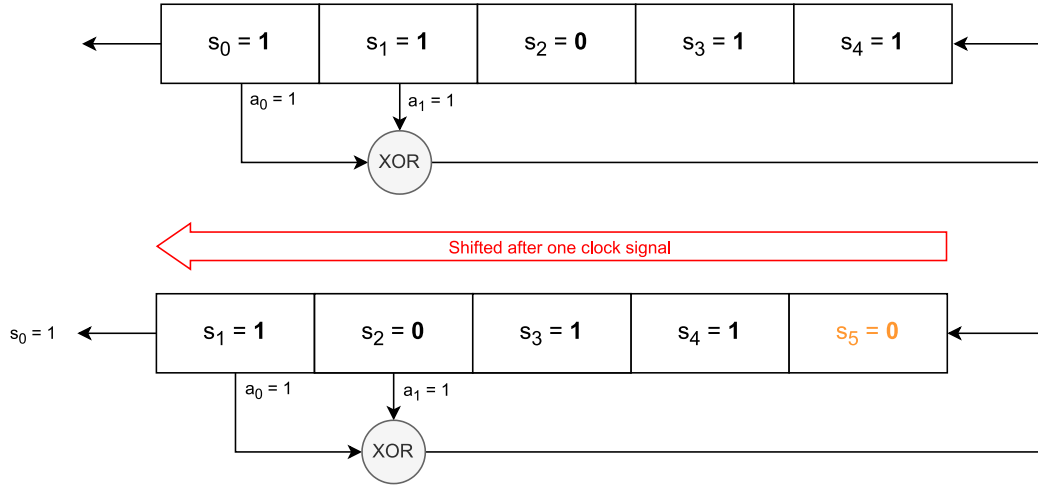 s₀ = 1 s₁ = 1 s₂ = 0 s₃ = 1 s₄ = 1
a₀ = 1 a₁ = 1
XOR
Shifted after one clock signal
s₀ = 1 s₁ = 1 s₂ = 0 s₃ = 1 s₄ = 1 s₅ = 0
a₀ = 1 a₁ = 1
XOR